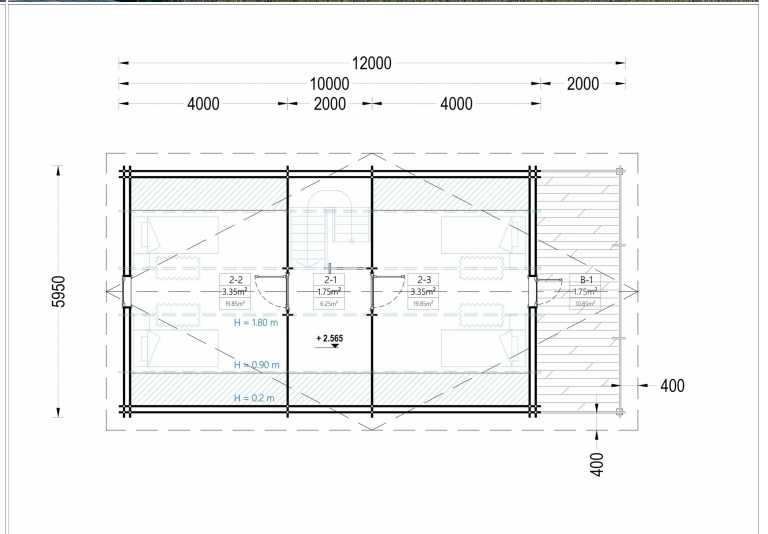 12000
10000
2000
4000
2000
4000
5950
2-2
3.35m²
19.85m²
2-1
1.75m²
6.25m²
2-3
3.35m²
19.85m²
B-1
1.75m²
10.85m²
H = 1.80 m
+ 2.565
H = 0.90 m
H = 0.2 m
400
400